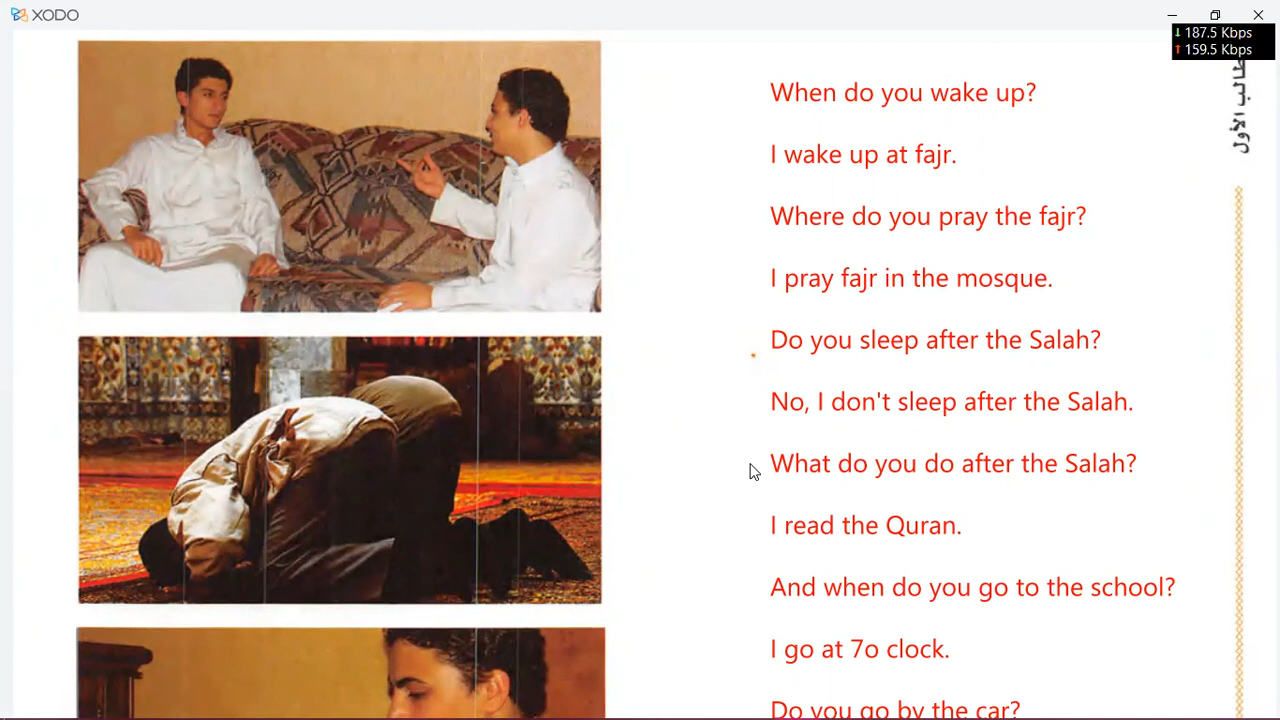 XODO
187.5 Kbps
159.5 Kbps
طالب الأول
When do you wake up?
I wake up at fajr.
Where do you pray the fajr?
I pray fajr in the mosque.
Do you sleep after the Salah?
No, I don't sleep after the Salah.
What do you do after the Salah?
I read the Quran.
And when do you go to the school?
I go at 7o clock.
Do you go by the car?